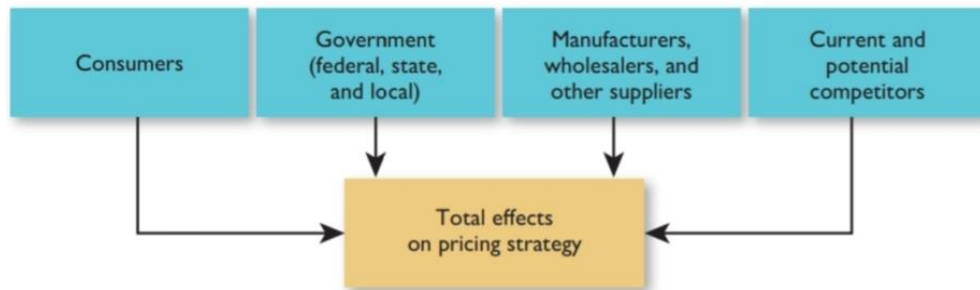 Consumers
Government
(federal, state,
and local)
Manufacturers,
wholesalers, and
other suppliers
Current and
potential
competitors
Total effects
on pricing strategy